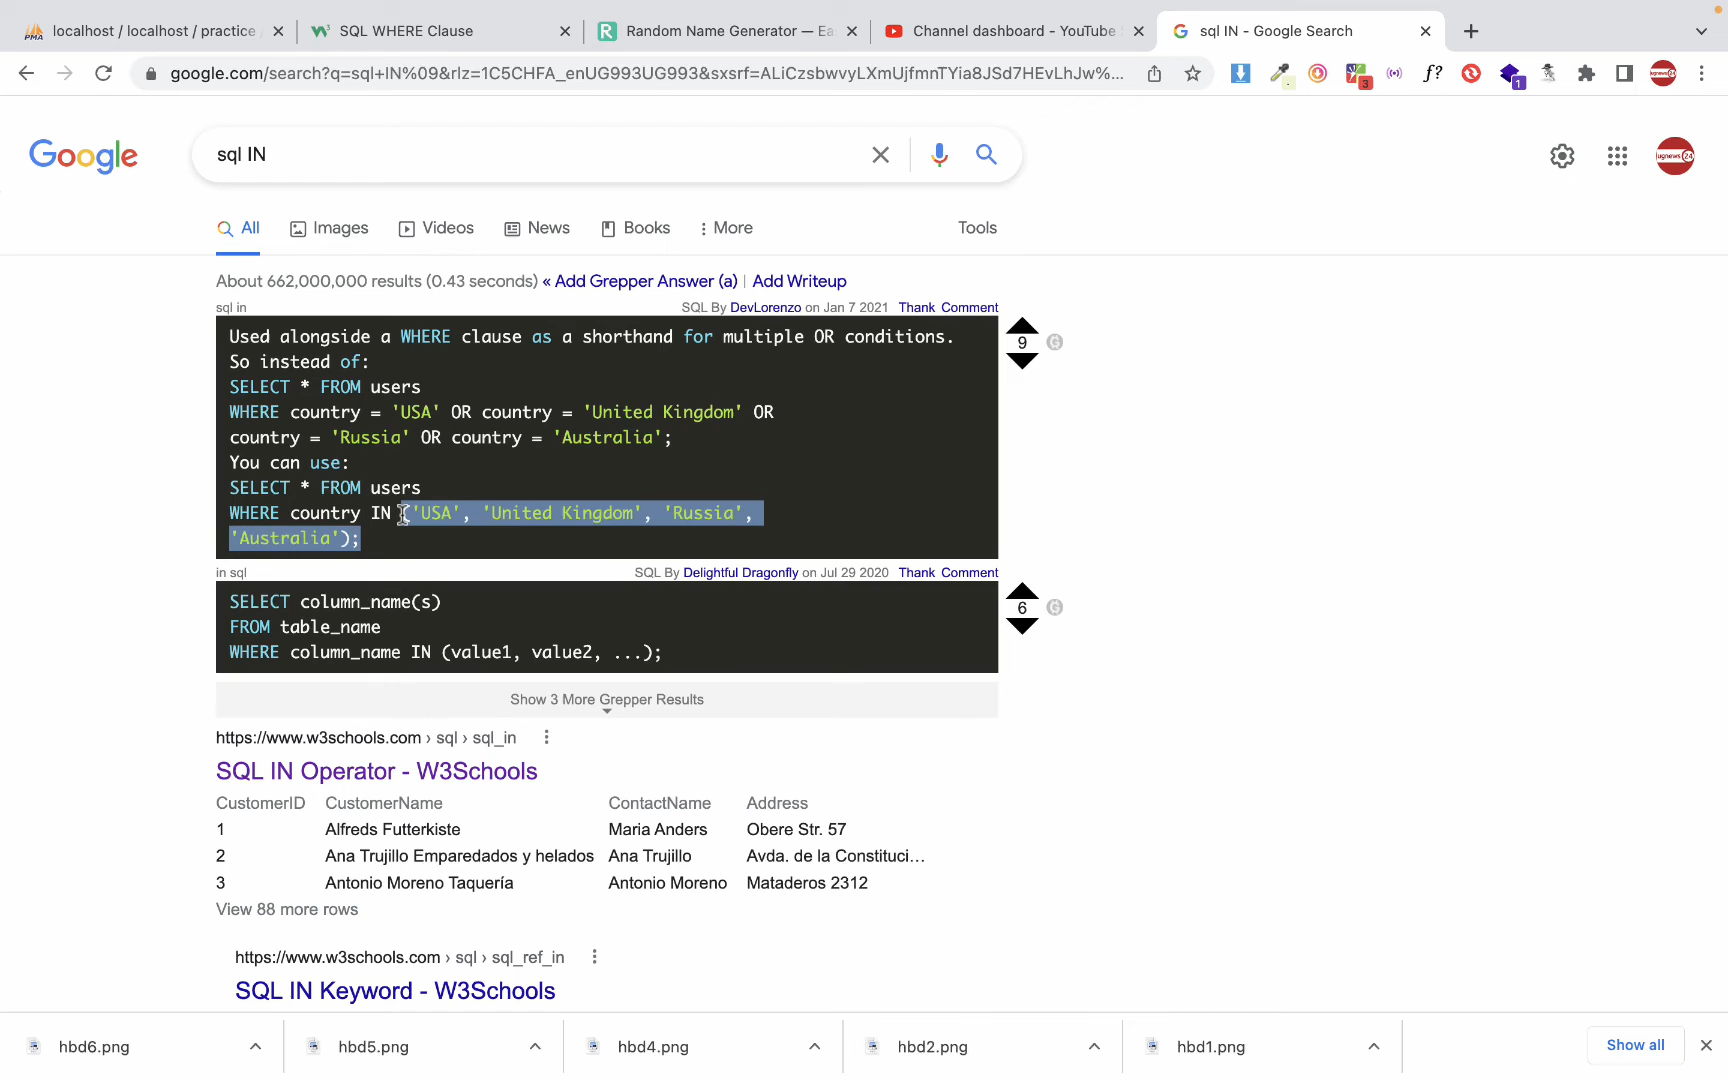 localhost / localhost / practice
SQL WHERE Clause
Random Name Generator — Ea
Channel dashboard - YouTube
sql IN - Google Search
google.com/search?q=sql+IN%09&rlz=1C5CHFA_enUG993UG993&sxsrf=ALiCzsbwvyLXmUjfmnTYia8JSd7HEvLhJw%...
Google
sql IN
All
Images
Videos
News
Books
More
Tools
About 662,000,000 results (0.43 seconds) « Add Grepper Answer (a) | Add Writeup
sql in
SQL By DevLorenzo on Jan 7 2021 Thank Comment
Used alongside a WHERE clause as a shorthand for multiple OR conditions.
So instead of:
SELECT * FROM users
WHERE country = 'USA' OR country = 'United Kingdom' OR
country = 'Russia' OR country = 'Australia';
You can use:
SELECT * FROM users
WHERE country IN ('USA', 'United Kingdom', 'Russia',
'Australia');
9
in sql
SQL By Delightful Dragonfly on Jul 29 2020 Thank Comment
SELECT column_name(s)
FROM table_name
WHERE column_name IN (value1, value2, ...);
6
Show 3 More Grepper Results
https://www.w3schools.com › sql › sql_in
SQL IN Operator - W3Schools
CustomerID CustomerName ContactName Address
1 Alfreds Futterkiste Maria Anders Obere Str. 57
2 Ana Trujillo Emparedados y helados Ana Trujillo Avda. de la Constituci...
3 Antonio Moreno Taquería Antonio Moreno Mataderos 2312
View 88 more rows
https://www.w3schools.com › sql › sql_ref_in
SQL IN Keyword - W3Schools
hbd6.png
hbd5.png
hbd4.png
hbd2.png
hbd1.png
Show all